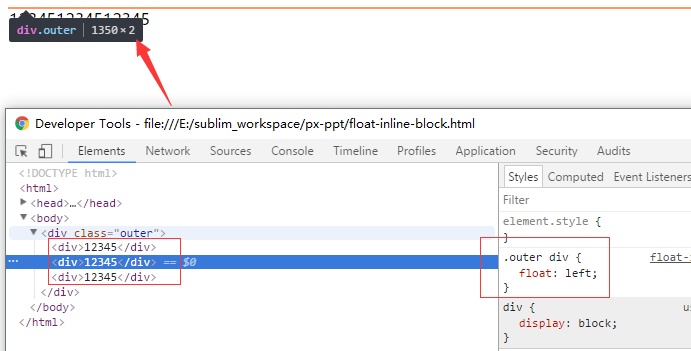 123451234512345
div.outer | 1350 × 2
Developer Tools - file:///E:/sublim_workspace/px-ppt/float-inline-block.html
Elements Network Sources Console Timeline Profiles Application Security Audits
<!DOCTYPE html>
<html>
<head>…</head>
<body>
<div class="outer">
<div>12345</div>
<div>12345</div> == $0
<div>12345</div>
</div>
</body>
</html>
Styles Computed Event Listeners
Filter
element.style {
}
.outer div { float-i
float: left;
}
div { us
display: block;
}